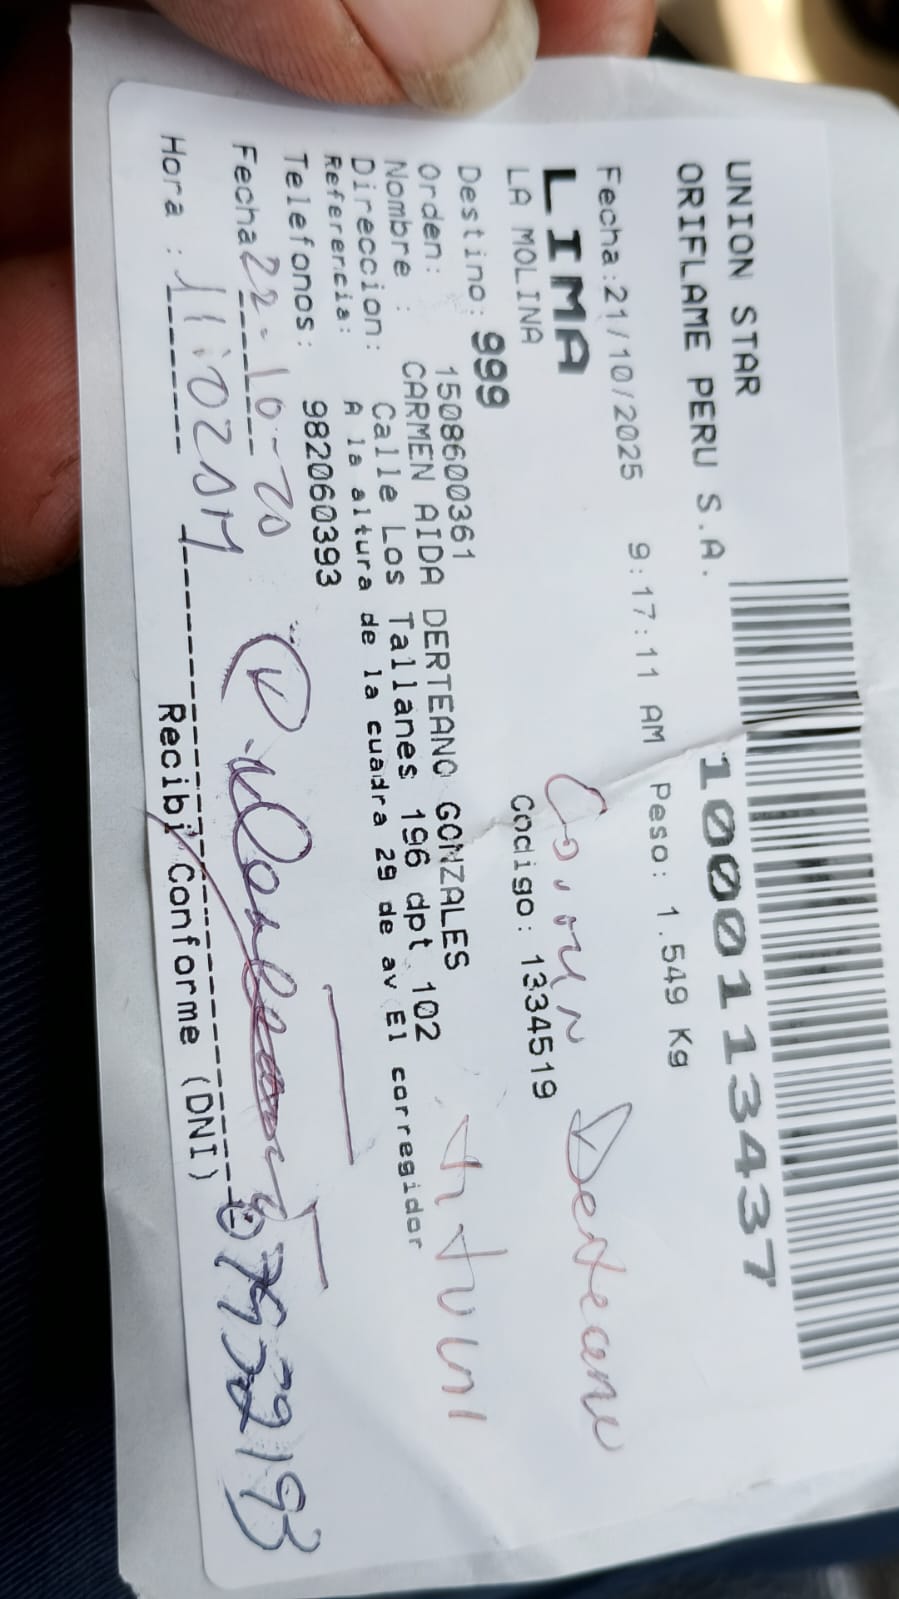 UNION STAR
ORIFLAME PERU S.A.
1000113437
Fecha:21/10/2025 9:17:11 AM Peso: 1.549 Kg
LIMA
LA MOLINA Codigo: 1334519
Destino: 999
Orden: 1508600361
Nombre : CARMEN AIDA DERTEANO GONZALES
Direccion: Calle Los Tallanes 196 dpt 102
Referencia: A la altura de la cuadra 29 de av El corregidor
Telefonos: 982060393
Fecha 22-10-
Hora : 11:02
Recibi Conforme (DNI)
Derteano